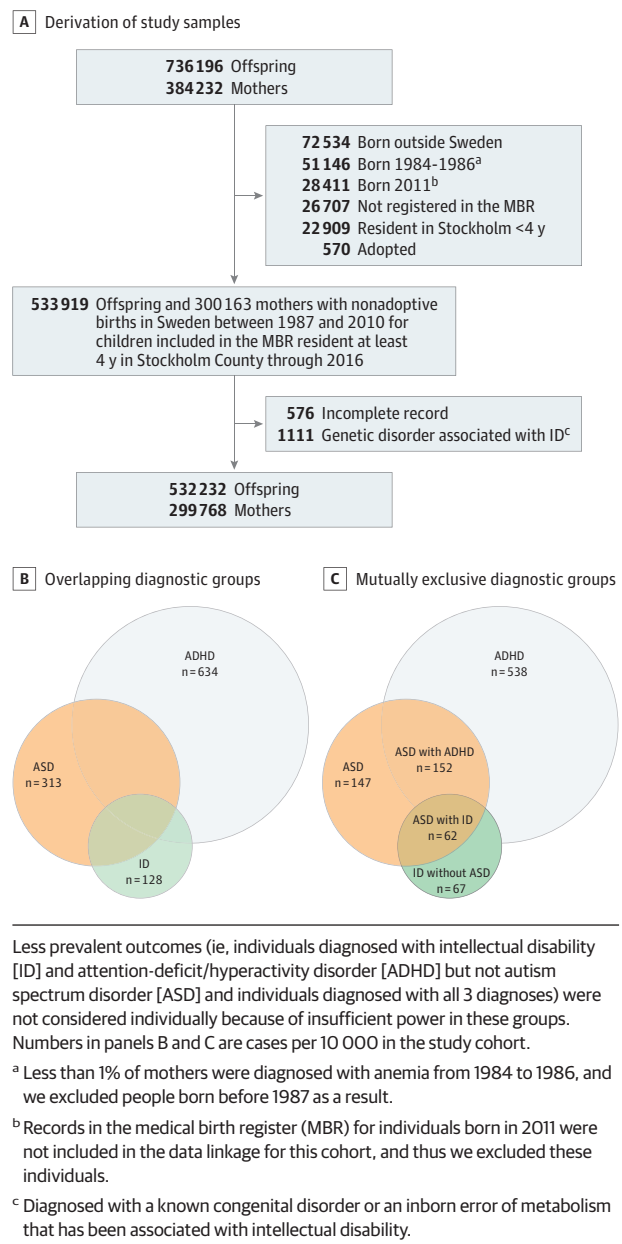 A Derivation of study samples
736196 Offspring
384232 Mothers
72534 Born outside Sweden
51146 Born 1984-1986a
28411 Born 2011b
26707 Not registered in the MBR
22909 Resident in Stockholm <4 y
570 Adopted
533919 Offspring and 300163 mothers with nonadoptive
births in Sweden between 1987 and 2010 for
children included in the MBR resident at least
4 y in Stockholm County through 2016
576 Incomplete record
1111 Genetic disorder associated with IDc
532232 Offspring
299768 Mothers
B Overlapping diagnostic groups
ADHD
n=634
ASD
n=313
ID
n=128
C Mutually exclusive diagnostic groups
ADHD
n=538
ASD with ADHD
n=152
ASD
n=147
ASD with ID
n=62
ID without ASD
n=67
Less prevalent outcomes (ie, individuals diagnosed with intellectual disability
[ID] and attention-deficit/hyperactivity disorder [ADHD] but not autism
spectrum disorder [ASD] and individuals diagnosed with all 3 diagnoses) were
not considered individually because of insufficient power in these groups.
Numbers in panels B and C are cases per 10 000 in the study cohort.
a Less than 1% of mothers were diagnosed with anemia from 1984 to 1986, and
we excluded people born before 1987 as a result.
b Records in the medical birth register (MBR) for individuals born in 2011 were
not included in the data linkage for this cohort, and thus we excluded these
individuals.
c Diagnosed with a known congenital disorder or an inborn error of metabolism
that has been associated with intellectual disability.